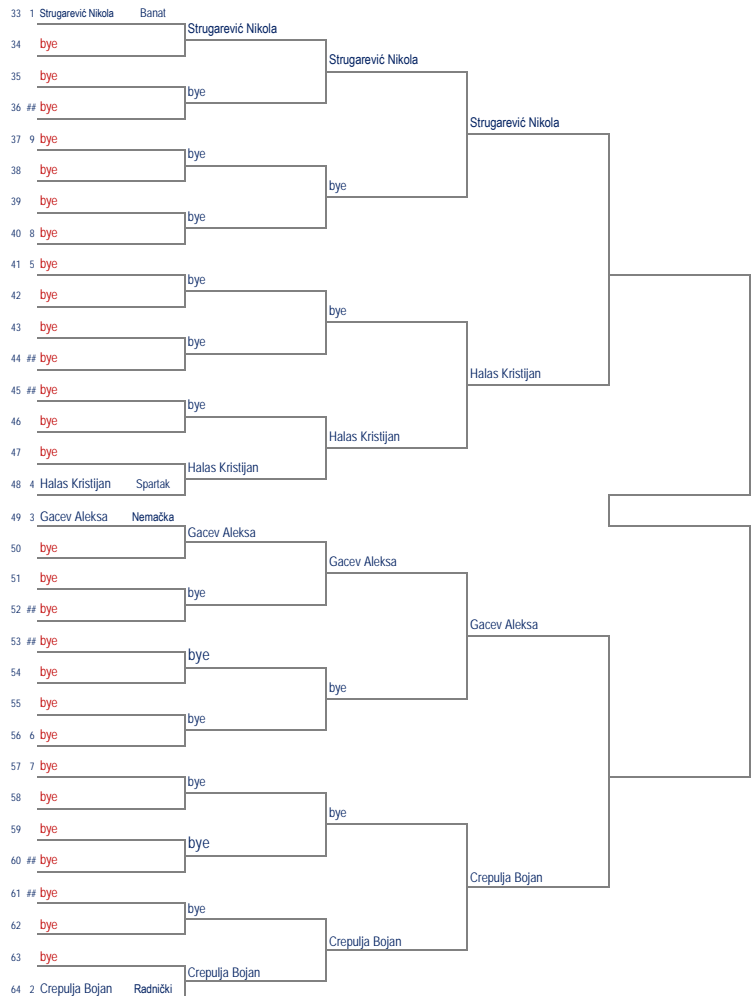 33 1 Strugarević Nikola Banat
Strugarević Nikola
34 bye
Strugarević Nikola
35 bye
bye
36 ## bye
Strugarević Nikola
37 9 bye
bye
38 bye
bye
39 bye
bye
40 8 bye
41 5 bye
bye
42 bye
bye
43 bye
bye
44 ## bye
Halas Kristijan
45 ## bye
bye
46 bye
Halas Kristijan
47 bye
Halas Kristijan
48 4 Halas Kristijan Spartak
49 3 Gacev Aleksa Nemačka
Gacev Aleksa
50 bye
Gacev Aleksa
51 bye
bye
52 ## bye
Gacev Aleksa
53 ## bye
bye
54 bye
bye
55 bye
bye
56 6 bye
57 7 bye
bye
58 bye
bye
59 bye
bye
60 ## bye
Crepulja Bojan
61 ## bye
bye
62 bye
Crepulja Bojan
63 bye
Crepulja Bojan
64 2 Crepulja Bojan Radnički